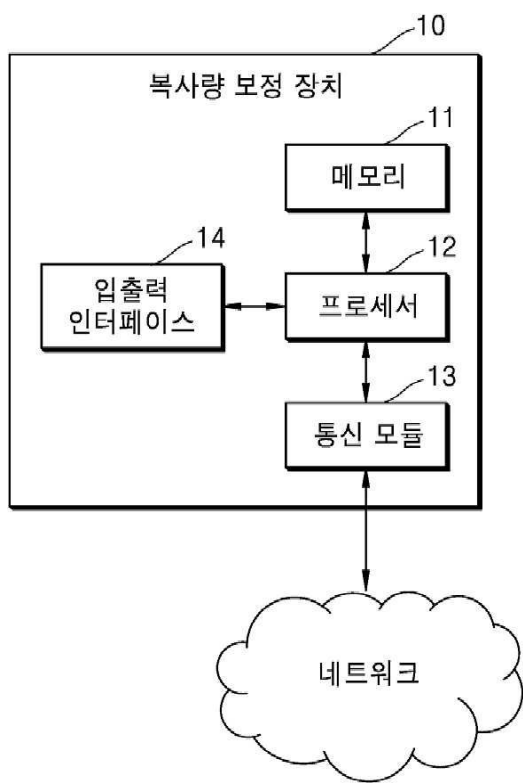 10
복사량 보정 장치
11
메모리
14
12
입출력
인터페이스
프로세서
13
통신 모듈
네트워크